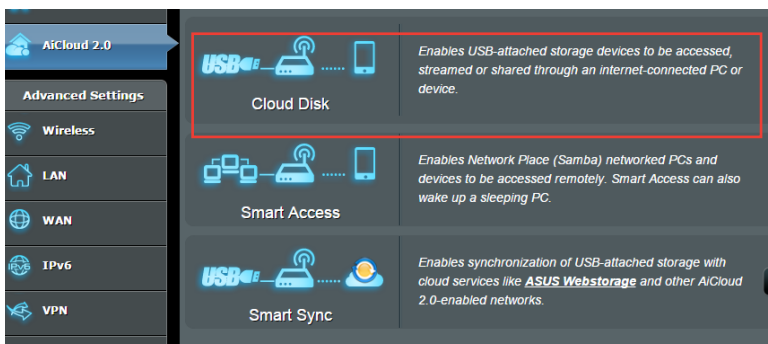 AiCloud 2.0
Advanced Settings
Wireless
LAN
WAN
IPv6
VPN
USB
Cloud Disk
Enables USB-attached storage devices to be accessed,
streamed or shared through an internet-connected PC or
device.
Smart Access
Enables Network Place (Samba) networked PCs and
devices to be accessed remotely. Smart Access can also
wake up a sleeping PC.
USB
Smart Sync
Enables synchronization of USB-attached storage with
cloud services like ASUS Webstorage and other AiCloud
2.0-enabled networks.